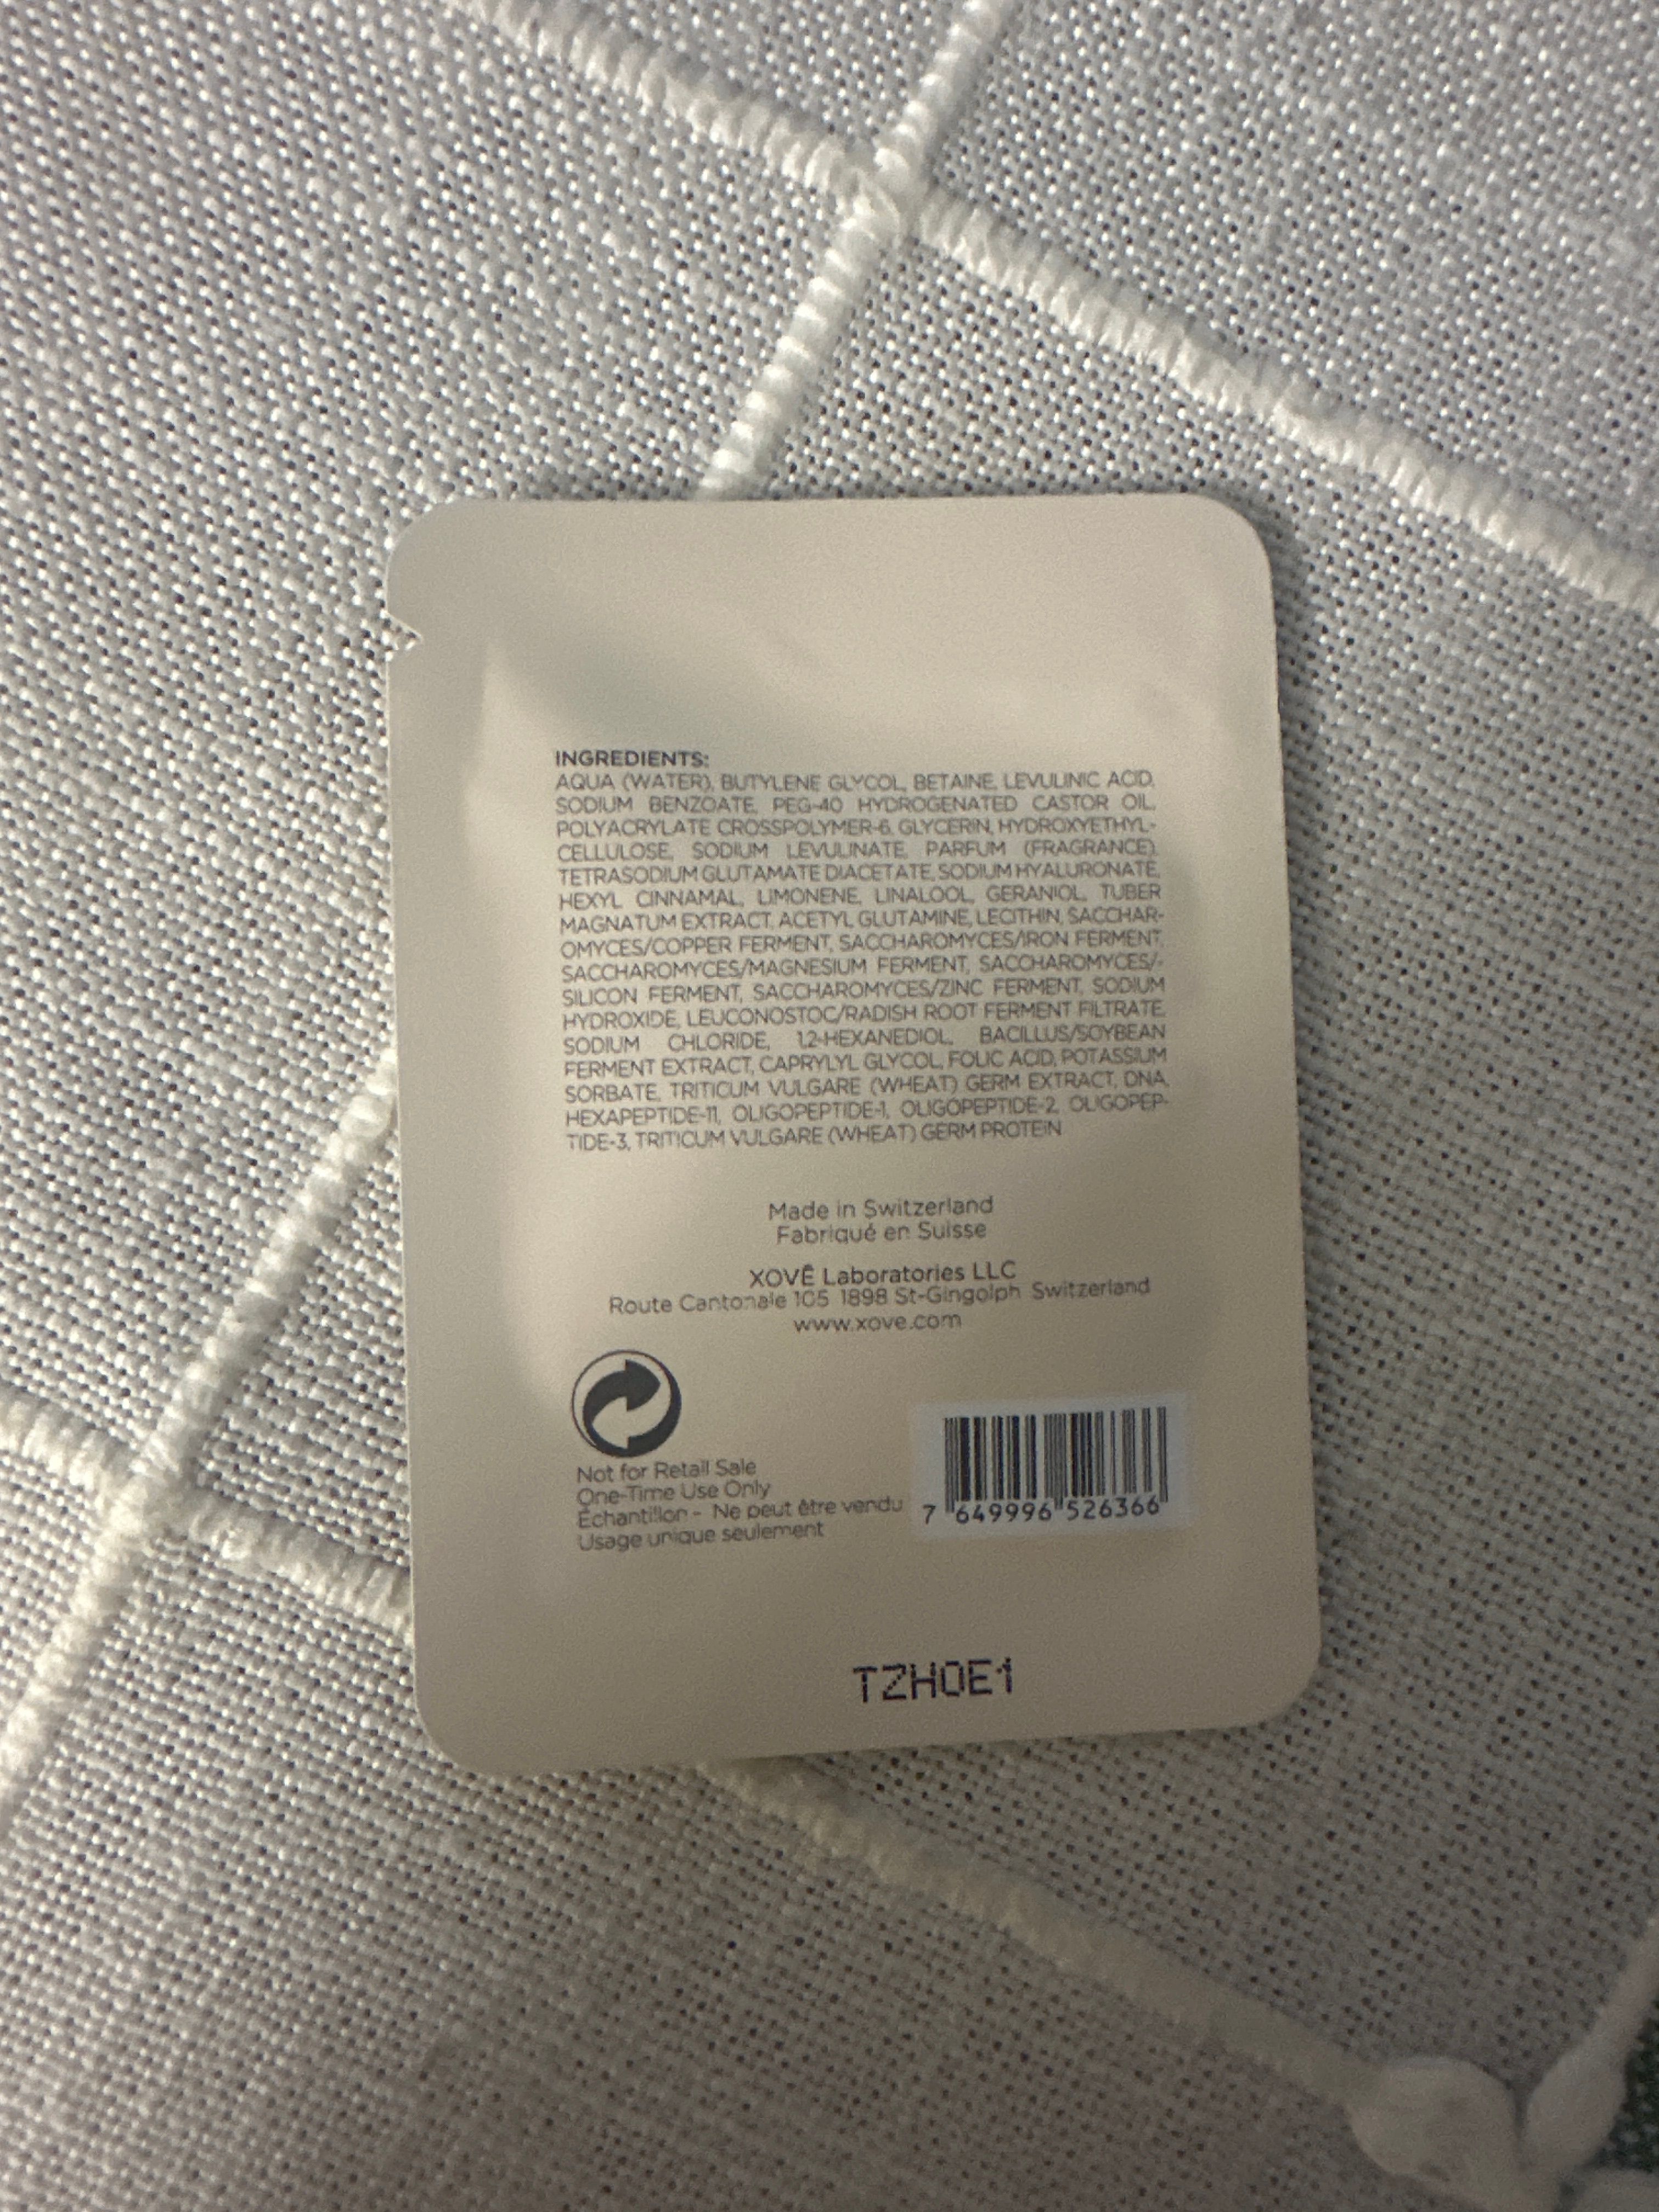 INGREDIENTS:
AQUA (WATER), BUTYLENE GLYCOL, BETAINE, LEVULINIC ACID,
SODIUM BENZOATE, PEG-40 HYDROGENATED CASTOR OIL,
POLYACRYLATE CROSSPOLYMER-6, GLYCERIN, HYDROXYETHYL-
CELLULOSE, SODIUM LEVULINATE, PARFUM (FRAGRANCE),
TETRASODIUM GLUTAMATE DIACETATE, SODIUM HYALURONATE,
HEXYL CINNAMAL, LIMONENE, LINALOOL, GERANIOL, TUBER
MAGNATUM EXTRACT, ACETYL GLUTAMINE, LECITHIN, SACCHAR-
OMYCES/COPPER FERMENT, SACCHAROMYCES/IRON FERMENT,
SACCHAROMYCES/MAGNESIUM FERMENT, SACCHAROMYCES/-
SILICON FERMENT, SACCHAROMYCES/ZINC FERMENT, SODIUM
HYDROXIDE, LEUCONOSTOC/RADISH ROOT FERMENT FILTRATE,
SODIUM CHLORIDE, 1,2-HEXANEDIOL, BACILLUS/SOYBEAN
FERMENT EXTRACT, CAPRYLYL GLYCOL, FOLIC ACID, POTASSIUM
SORBATE, TRITICUM VULGARE (WHEAT) GERM EXTRACT, DNA,
HEXAPEPTIDE-11, OLIGOPEPTIDE-1, OLIGOPEPTIDE-2, OLIGOPEP-
TIDE-3, TRITICUM VULGARE (WHEAT) GERM PROTEIN
Made in Switzerland
Fabriqué en Suisse
XOVÊ Laboratories LLC
Route Cantonale 105 1898 St-Gingolph Switzerland
www.xove.com
Not for Retail Sale
One-Time Use Only
Échantillon - Ne peut être vendu
Usage unique seulement
7 649996 526366
TZH0E1